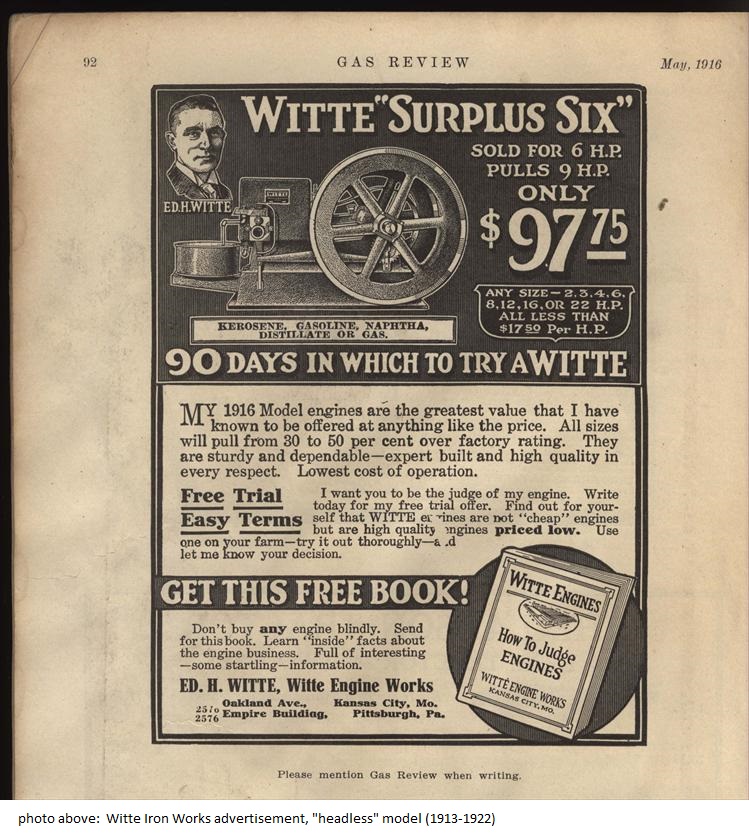 92
GAS REVIEW
May, 1916
WITTE "SURPLUS SIX"
SOLD FOR 6 H.P.
PULLS 9 H.P.
ONLY
$97 75
ED.H.WITTE
WITTE
ANY SIZE-2,3,4,6,
8,12,16, OR 22 H.P.
ALL LESS THAN
$17 50 Per H.P.
KEROSENE, GASOLINE, NAPHTHA,
DISTILLATE OR GAS.
90 DAYS IN WHICH TO TRY A WITTE
MY 1916 Model engines are the greatest value that I have
known to be offered at anything like the price. All sizes
will pull from 30 to 50 per cent over factory rating. They
are sturdy and dependable—expert built and high quality in
every respect. Lowest cost of operation.
Free Trial
Easy Terms
I want you to be the judge of my engine. Write
today for my free trial offer. Find out for your-
self that WITTE engines are not "cheap" engines
but are high quality engines priced low. Use
one on your farm—try it out thoroughly—a d
let me know your decision.
GET THIS FREE BOOK!
Don't buy any engine blindly. Send
for this book. Learn "inside" facts about
the engine business. Full of interesting
—some startling—information.
ED. H. WITTE, Witte Engine Works
Oakland Ave., Kansas City, Mo.
2576 Empire Building, Pittsburgh, Pa.
WITTE ENGINES
How To Judge
ENGINES
WITTE ENGINE WORKS
KANSAS CITY, MO.
Please mention Gas Review when writing.
photo above: Witte Iron Works advertisement, "headless" model (1913-1922)